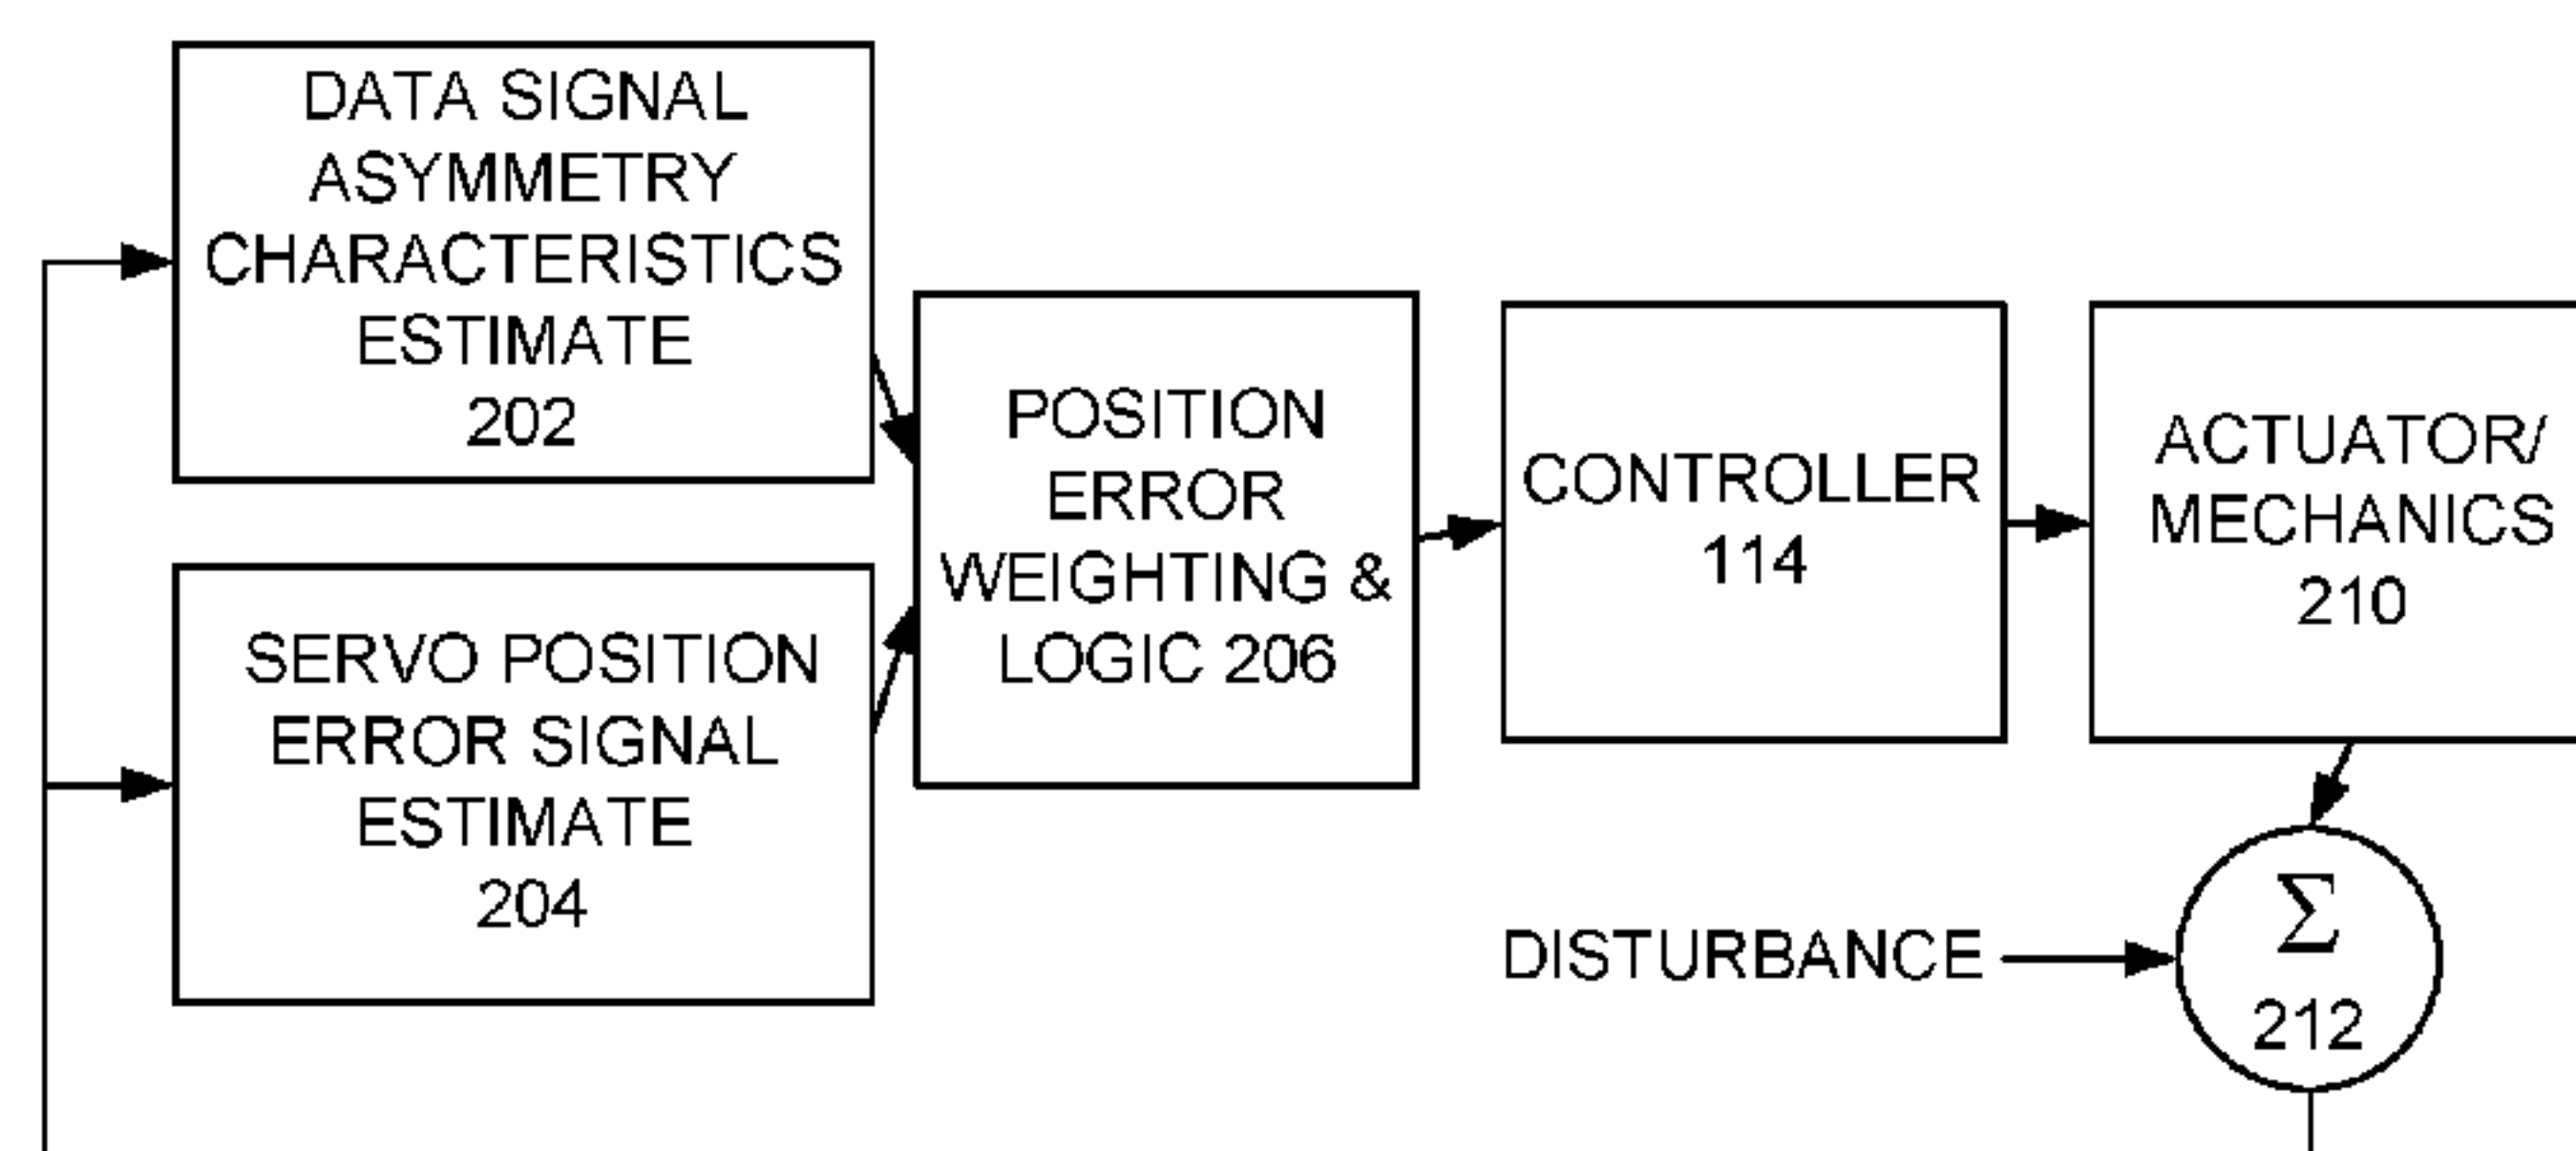 DATA SIGNAL
ASYMMETRY
CHARACTERISTICS
ESTIMATE
202
SERVO POSITION
ERROR SIGNAL
ESTIMATE
204
POSITION
ERROR
WEIGHTING &
LOGIC 206
CONTROLLER
114
ACTUATOR/
MECHANICS
210
DISTURBANCE
Σ
212